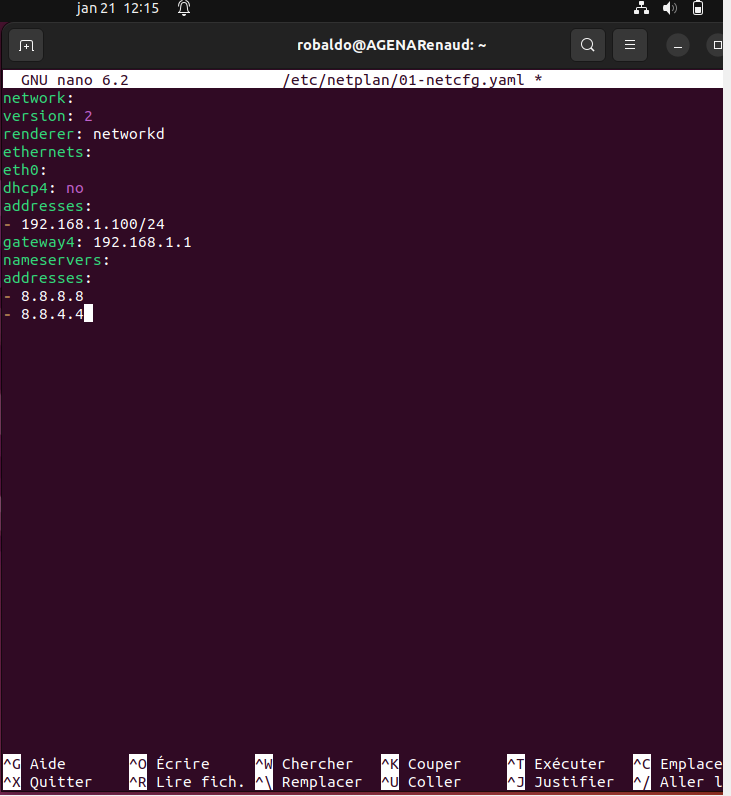 jan 21 12:15
robaldo@AGENARenaud: ~
GNU nano 6.2 /etc/netplan/01-netcfg.yaml *
network:
version: 2
renderer: networkd
ethernets:
eth0:
dhcp4: no
addresses:
- 192.168.1.100/24
gateway4: 192.168.1.1
nameservers:
addresses:
- 8.8.8.8
- 8.8.4.4
^G Aide ^O Écrire ^W Chercher ^K Couper ^T Exécuter ^C Emplace
^X Quitter ^R Lire fich. ^\ Remplacer ^U Coller ^J Justifier ^/ Aller l